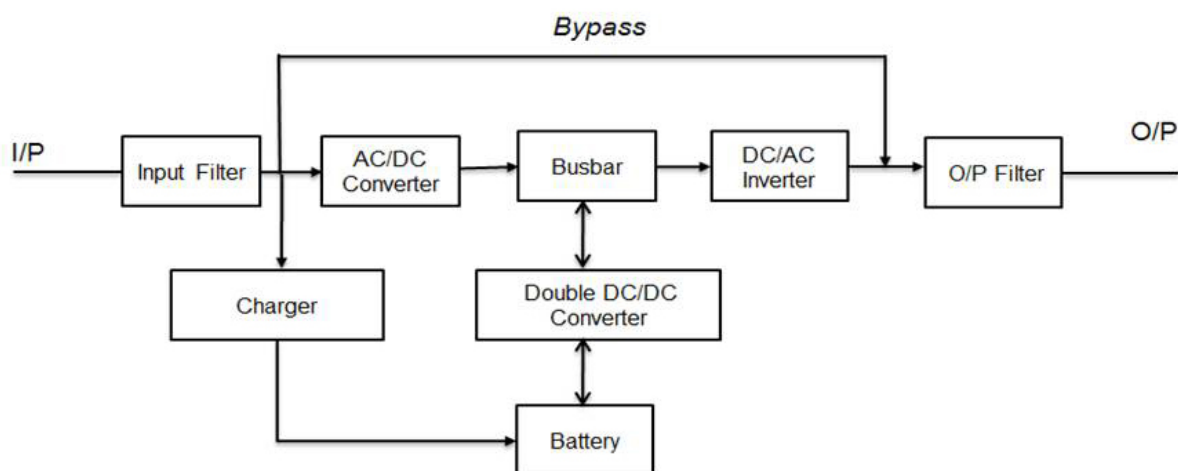 Bypass
I/P
Input Filter
AC/DC
Converter
Busbar
DC/AC
Inverter
O/P Filter
O/P
Charger
Double DC/DC
Converter
Battery